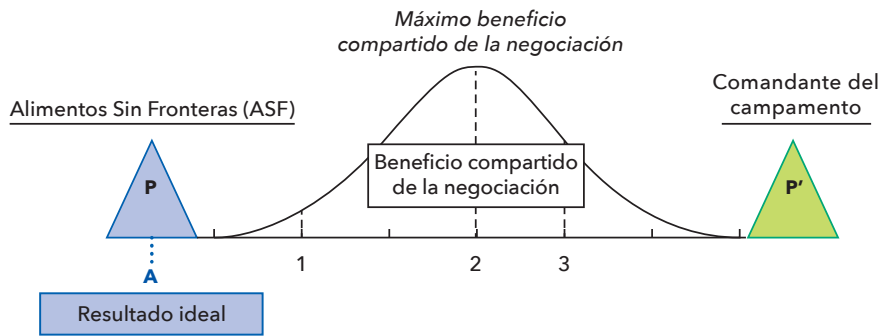 Máximo beneficio
compartido de la negociación
Alimentos Sin Fronteras (ASF)
Comandante del
campamento
P
Beneficio compartido
de la negociación
P'
1
2
3
A
Resultado ideal